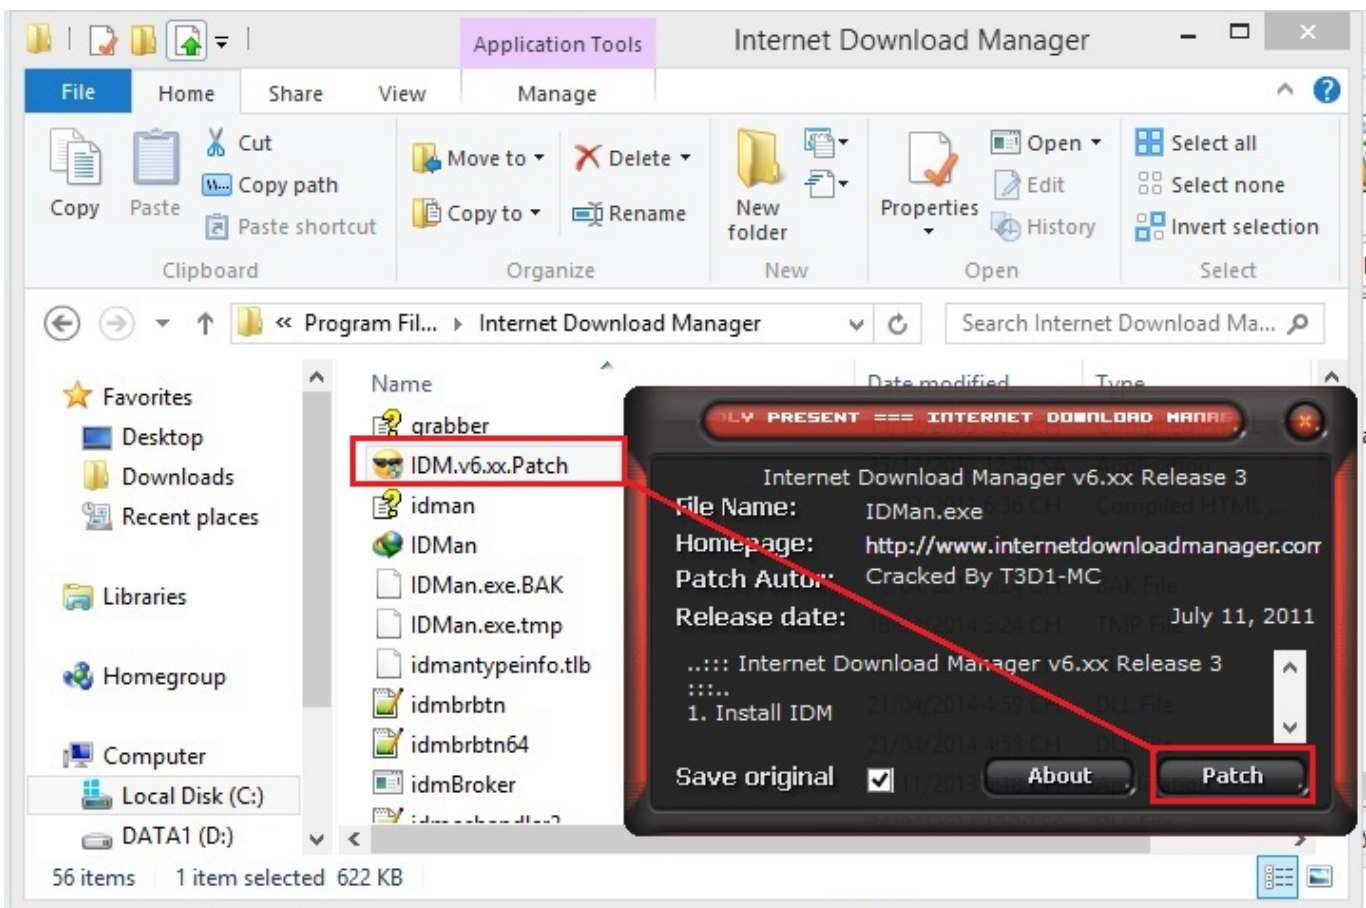 Application Tools
Internet Download Manager
File
Home
Share
View
Manage
Copy
Paste
Cut
Copy path
Paste shortcut
Move to
Copy to
Delete
Rename
New folder
Properties
Open
Edit
History
Select all
Select none
Invert selection
Clipboard
Organize
New
Open
Select
« Program Fil...
Internet Download Manager
Search Internet Download Ma...
Favorites
Desktop
Downloads
Recent places
Libraries
Homegroup
Computer
Local Disk (C:)
DATA1 (D:)
Name
Date modified
Type
grabber
IDM.v6.xx.Patch
idman
IDMan
IDMan.exe.BAK
IDMan.exe.tmp
idmantypeinfo.tlb
idmbrbtn
idmbrbtn64
idmBroker
PRESENT === INTERNET DOWNLOAD
Internet Download Manager v6.xx Release 3
File Name:
IDMan.exe
Homepage:
http://www.internetdownloadmanager.com
Patch Autor:
Cracked By T3D1-MC
Release date:
July 11, 2011
..::: Internet Download Manager v6.xx Release 3
:::..
1. Install IDM
Save original
About
Patch
56 items
1 item selected 622 KB